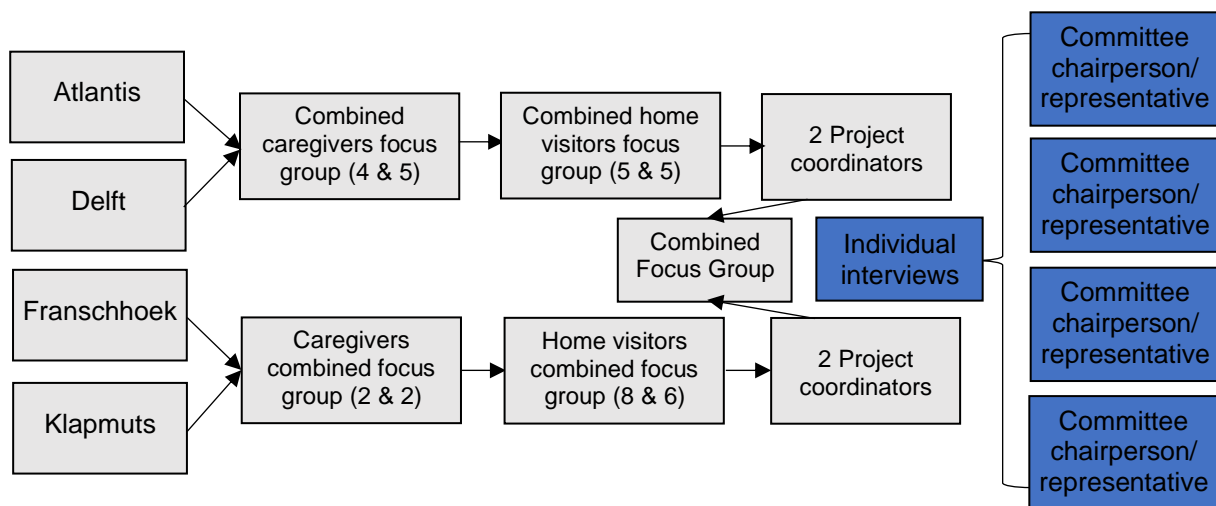 Atlantis
Delft
Combined
caregivers focus
group (4 & 5)
Combined home
visitors focus
group (5 & 5)
2 Project
coordinators
Franschhoek
Klapmuts
Caregivers
combined focus
group (2 & 2)
Home visitors
combined focus
group (8 & 6)
2 Project
coordinators
Combined
Focus Group
Individual
interviews
Committee
chairperson/
representative
Committee
chairperson/
representative
Committee
chairperson/
representative
Committee
chairperson/
representative